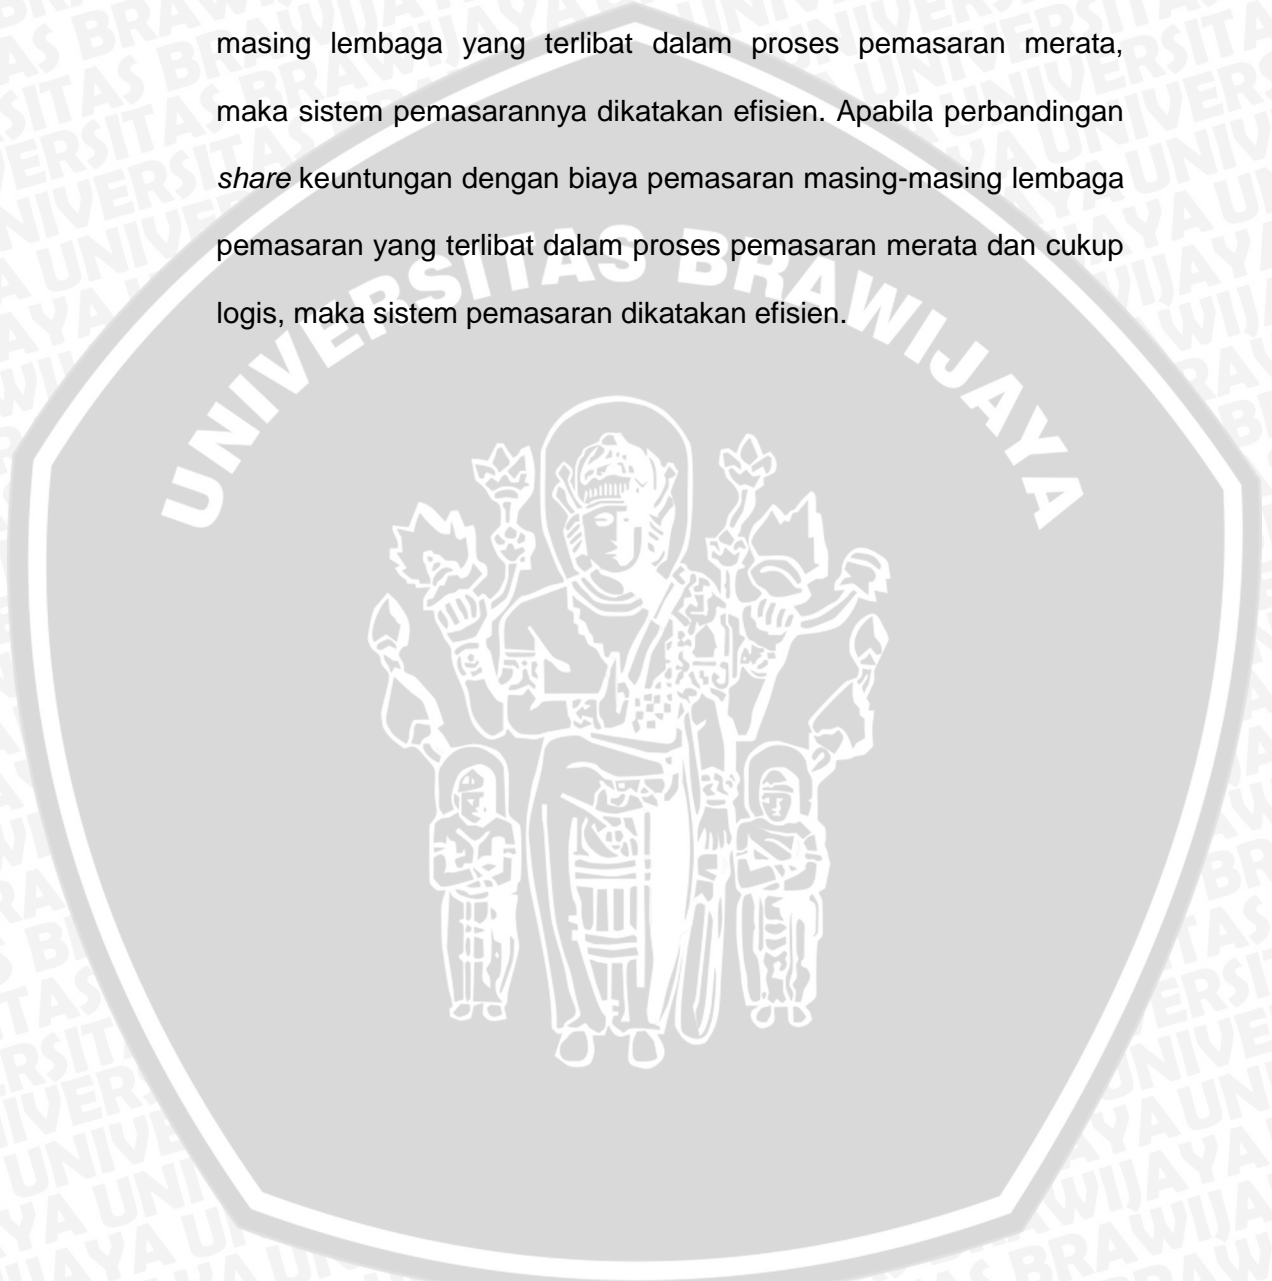 masing lembaga yang terlibat dalam proses pemasaran merata,
maka sistem pemasarannya dikatakan efisien. Apabila perbandingan
share keuntungan dengan biaya pemasaran masing-masing lembaga
pemasaran yang terlibat dalam proses pemasaran merata dan cukup
logis, maka sistem pemasaran dikatakan efisien.
UNIVERSITAS BRAWIJAYA